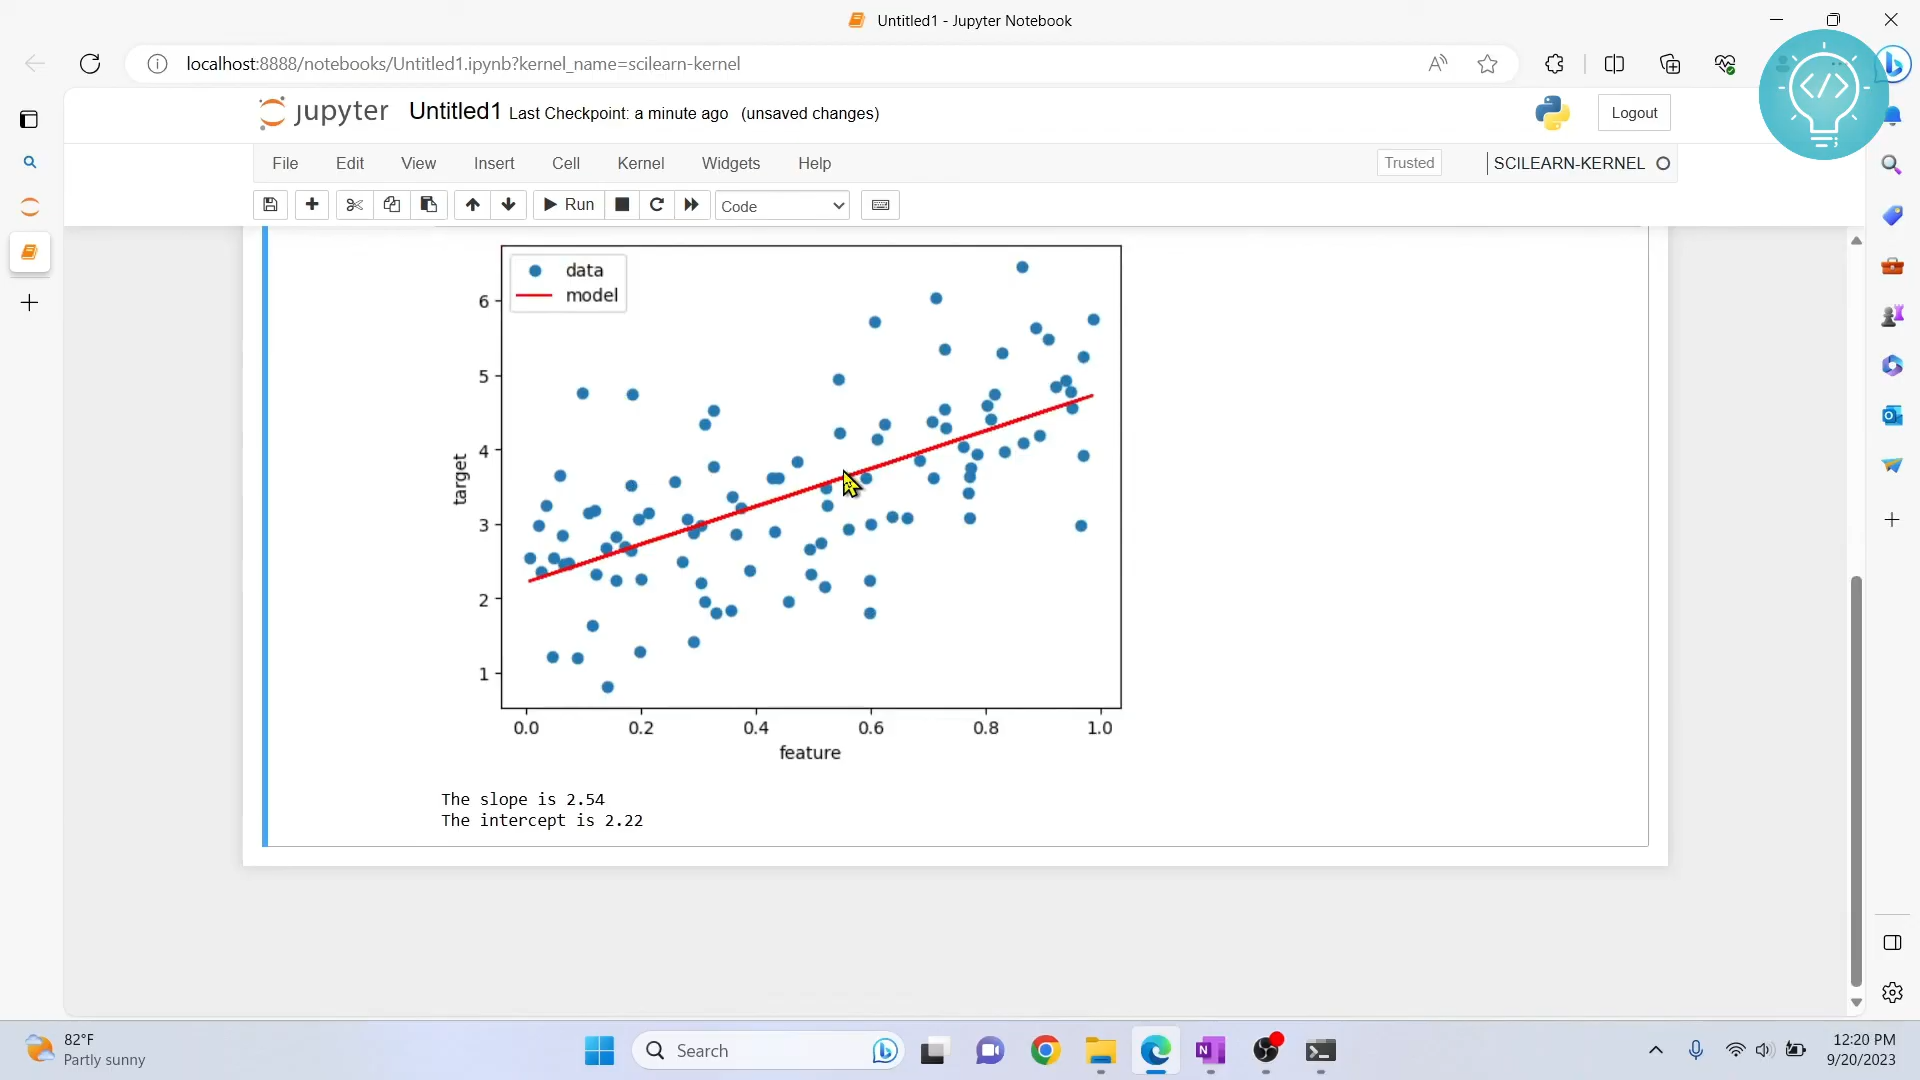 Untitled1 - Jupyter Notebook
localhost:8888/notebooks/Untitled1.ipynb?kernel_name=scilearn-kernel
jupyter Untitled1 Last Checkpoint: a minute ago (unsaved changes)
Logout
File Edit View Insert Cell Kernel Widgets Help
Trusted
SCILEARN-KERNEL
Run
Code
data
model
6
5
4
3
2
1
target
0.0 0.2 0.4 0.6 0.8 1.0
feature
The slope is 2.54
The intercept is 2.22
82°F
Partly sunny
Search
12:20 PM
9/20/2023